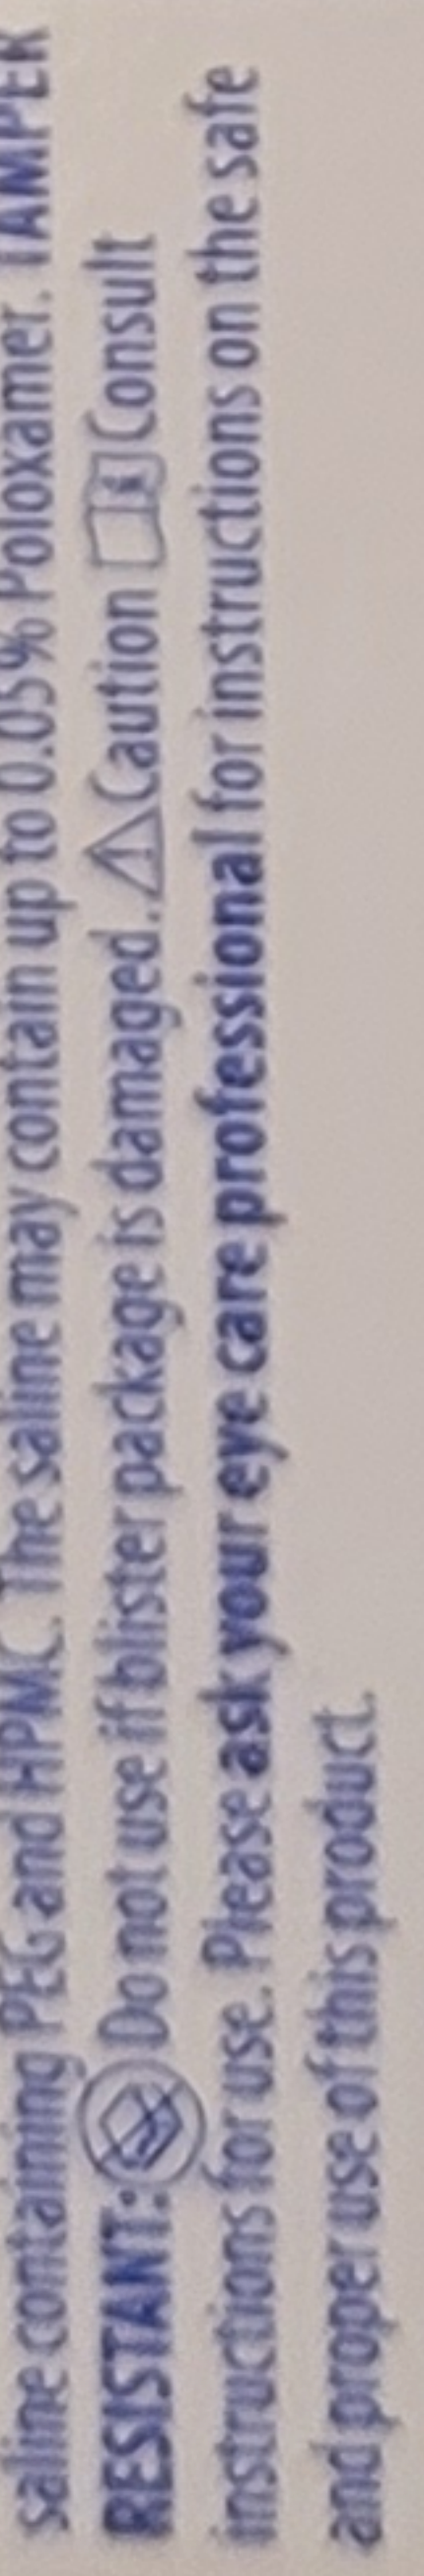 saline containing PEG and HPMC. The saline may contain up to 0.05% Poloxamer. TAMPER
RESISTANT: Do not use if blister package is damaged. Caution Consult
instructions for use. Please ask your eye care professional for instructions on the safe
and proper use of this product.